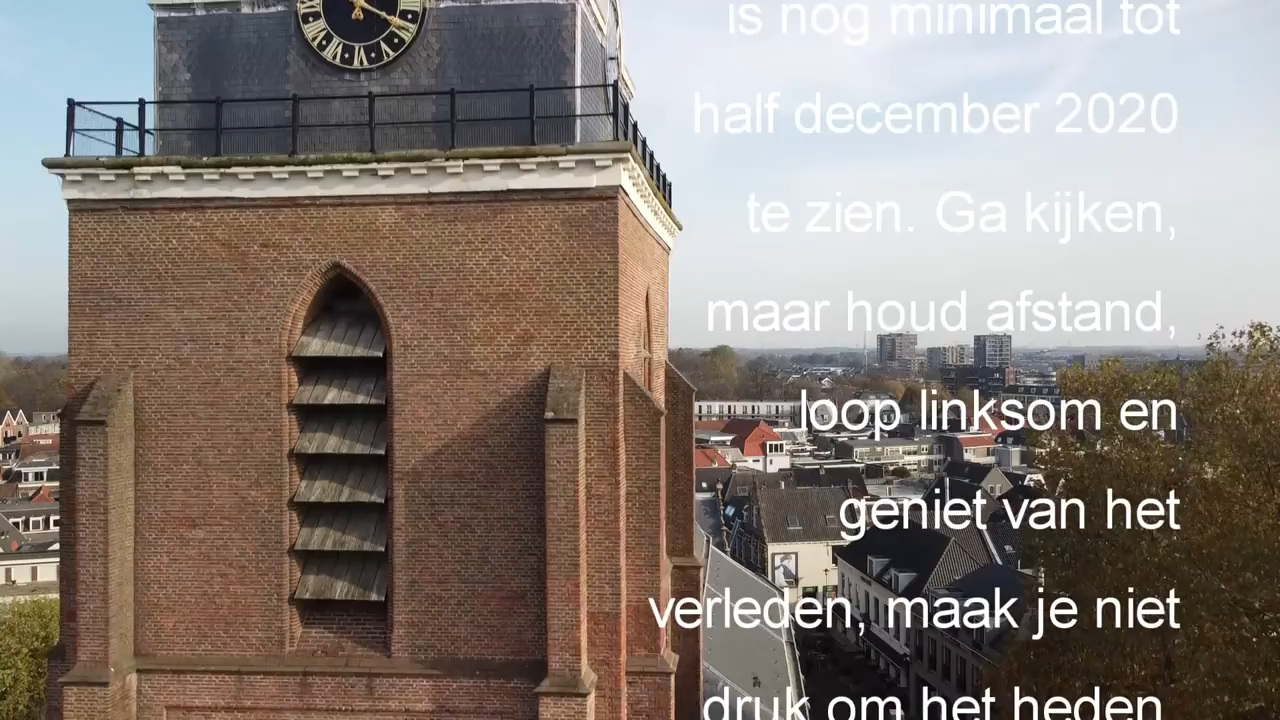 is nog minimaal tot
half december 2020
te zien. Ga kijken,
maar houd afstand,
loop linksom en
geniet van het
verleden, maak je niet
druk om het heden.